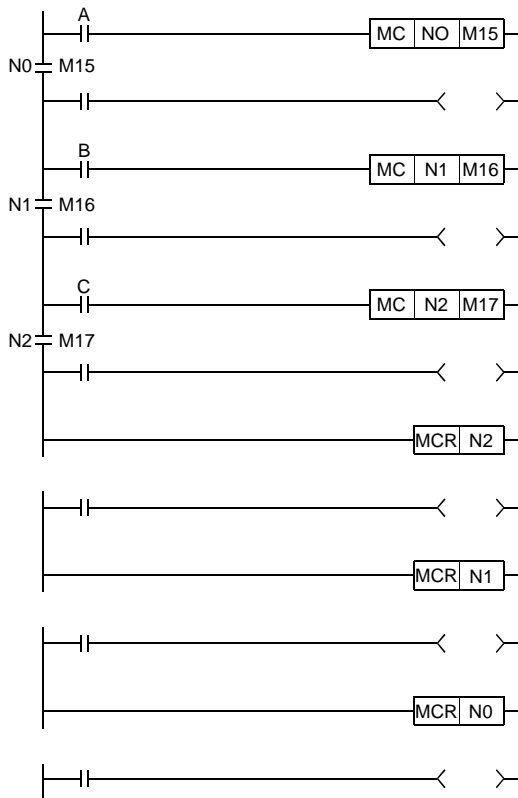 A
MC NO M15
N0 M15
B
MC N1 M16
N1 M16
C
MC N2 M17
N2 M17
MCR N2
MCR N1
MCR N0